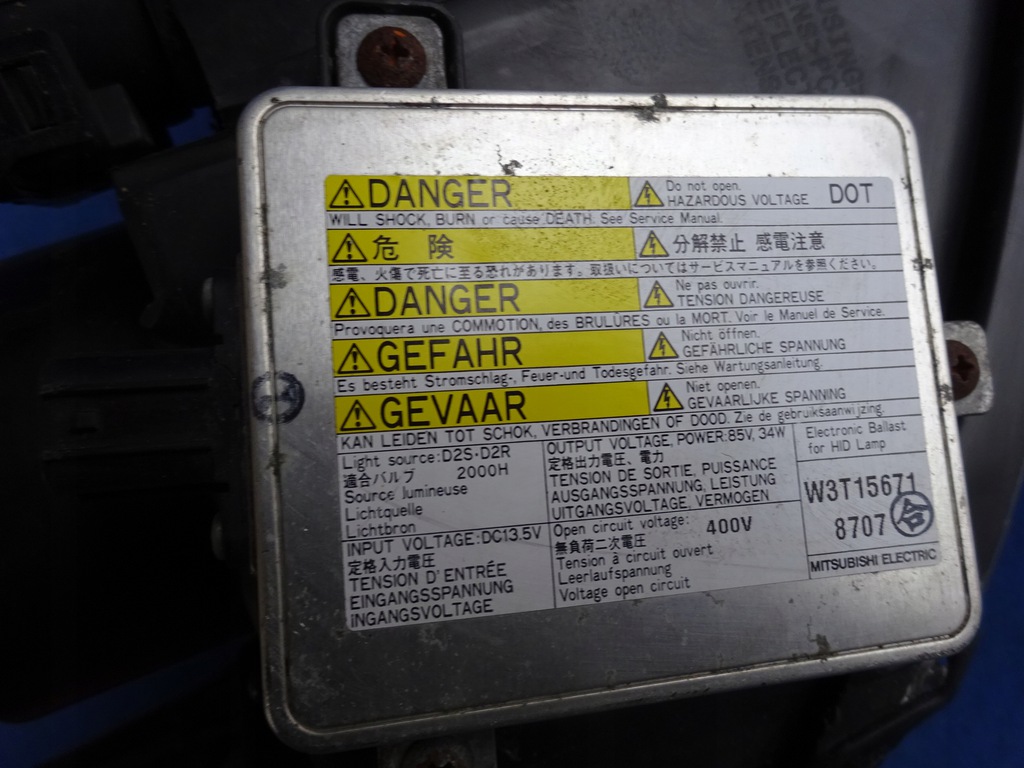 DANGER Do not open. HAZARDOUS VOLTAGE DOT
WILL SHOCK, BURN or cause DEATH. See Service Manual.
危 険 分解禁止 感電注意
感電、火傷で死亡に至る恐れがあります。取扱いについてはサービスマニュアルを参照ください。
DANGER Ne pas ouvrir. TENSION DANGEREUSE
Provoquera une COMMOTION, des BRULÛRES ou la MORT. Voir le Manuel de Service.
GEFAHR Nicht öffnen. GEFÄHRLICHE SPANNUNG
Es besteht Stromschlag-, Feuer-und Todesgefahr. Siehe Wartungsanleitung.
GEVAAR Niet openen. GEVAARLIJKE SPANNING
KAN LEIDEN TOT SCHOK, VERBRANDINGEN OF DOOD. Zie de gebruiksaanwijzing.
Light source:D2S·D2R
適合バルブ 2000H
Source lumineuse
Lichtquelle
Lichtbron
INPUT VOLTAGE:DC13.5V
定格入力電圧
TENSION D'ENTRÉE
EINGANGSSPANNUNG
INGANGSVOLTAGE
OUTPUT VOLTAGE, POWER:85V, 34W
定格出力電圧、電力
TENSION DE SORTIE, PUISSANCE
AUSGANGSSPANNUNG, LEISTUNG
UITGANGSVOLTAGE, VERMOGEN
Open circuit voltage: 400V
無負荷二次電圧
Tension à circuit ouvert
Leerlaufspannung
Voltage open circuit
Electronic Ballast
for HID Lamp
W3T15671
8707 合
MITSUBISHI ELECTRIC